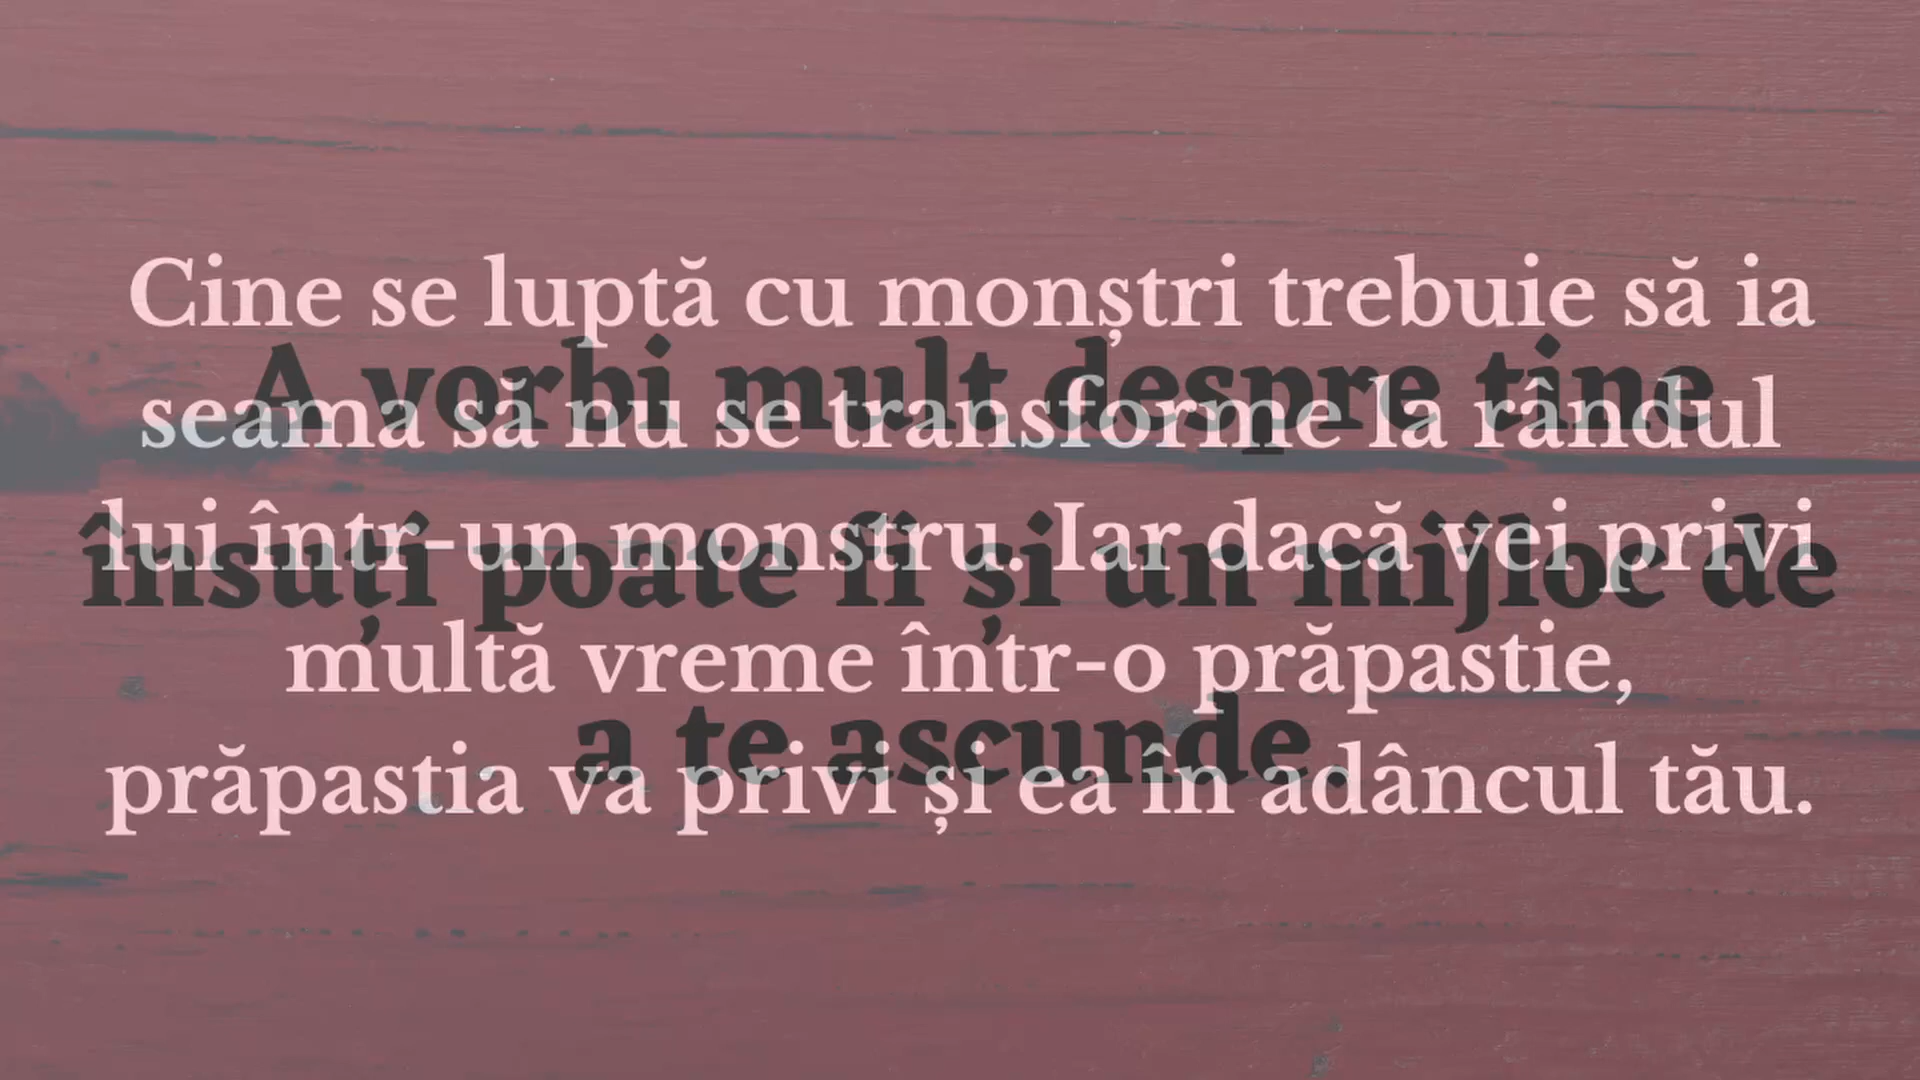 Cine se luptă cu monștri trebuie să ia
seama să nu se transforme la rândul
lui într-un monstru. Iar dacă vei privi
multă vreme într-o prăpastie,
prăpastia va privi și ea în adâncul tău.
A vorbi mult despre tine
însuți poate fi și un mijloc de
a te ascunde.